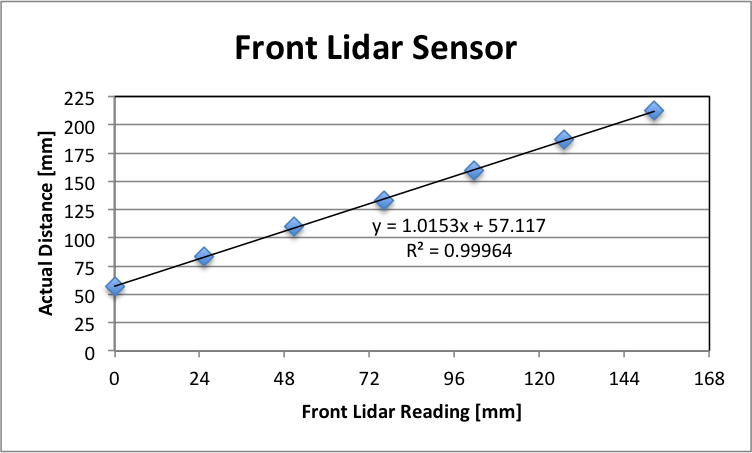 Front Lidar Sensor
225
200
175
150
125
100
75
50
25
0
Actual Distance [mm]
y = 1.0153x + 57.117
R² = 0.99964
0 24 48 72 96 120 144 168
Front Lidar Reading [mm]